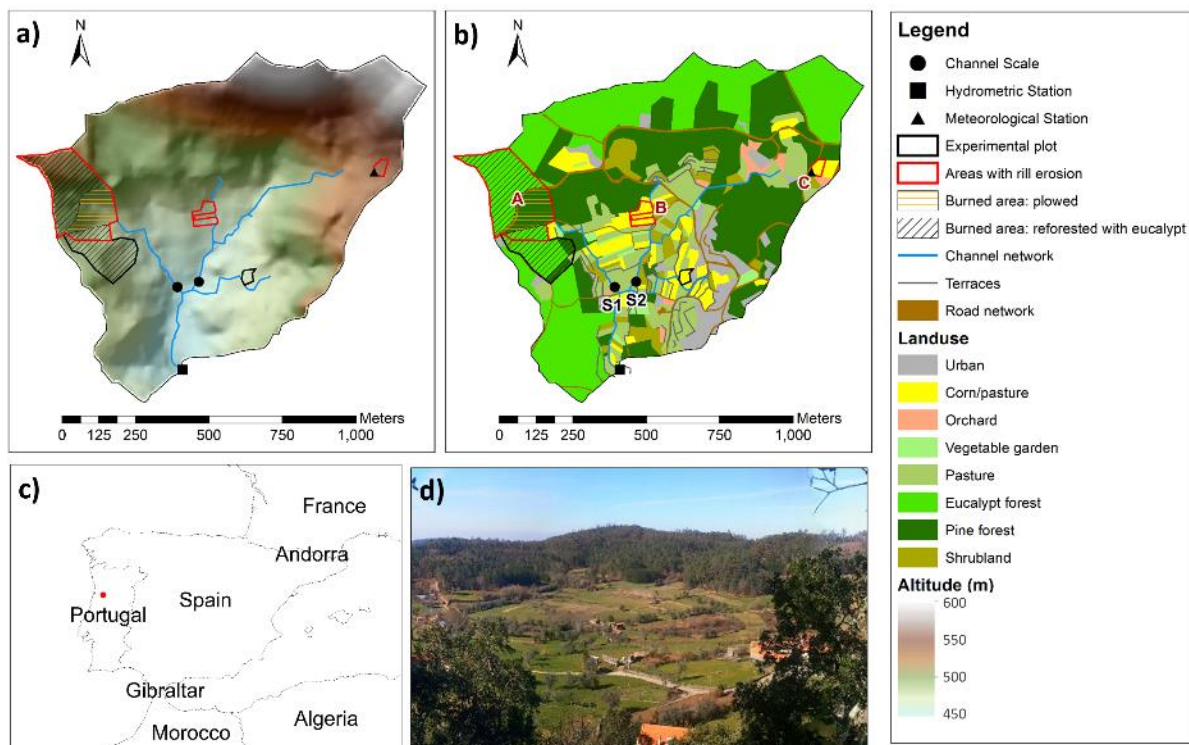 a)
N
Meters
0 125 250 500 750 1,000
b)
N
A
B
C
S1
S2
Meters
0 125 250 500 750 1,000
c)
France
Andorra
Portugal
Spain
Gibraltar
Morocco
Algeria
d)
Legend
Channel Scale
Hydrometric Station
Meteorological Station
Experimental plot
Areas with rill erosion
Burned area: plowed
Burned area: reforested with eucalypt
Channel network
Terraces
Road network
Landuse
Urban
Corn/pasture
Orchard
Vegetable garden
Pasture
Eucalypt forest
Pine forest
Shrubland
Altitude (m)
600
550
500
450